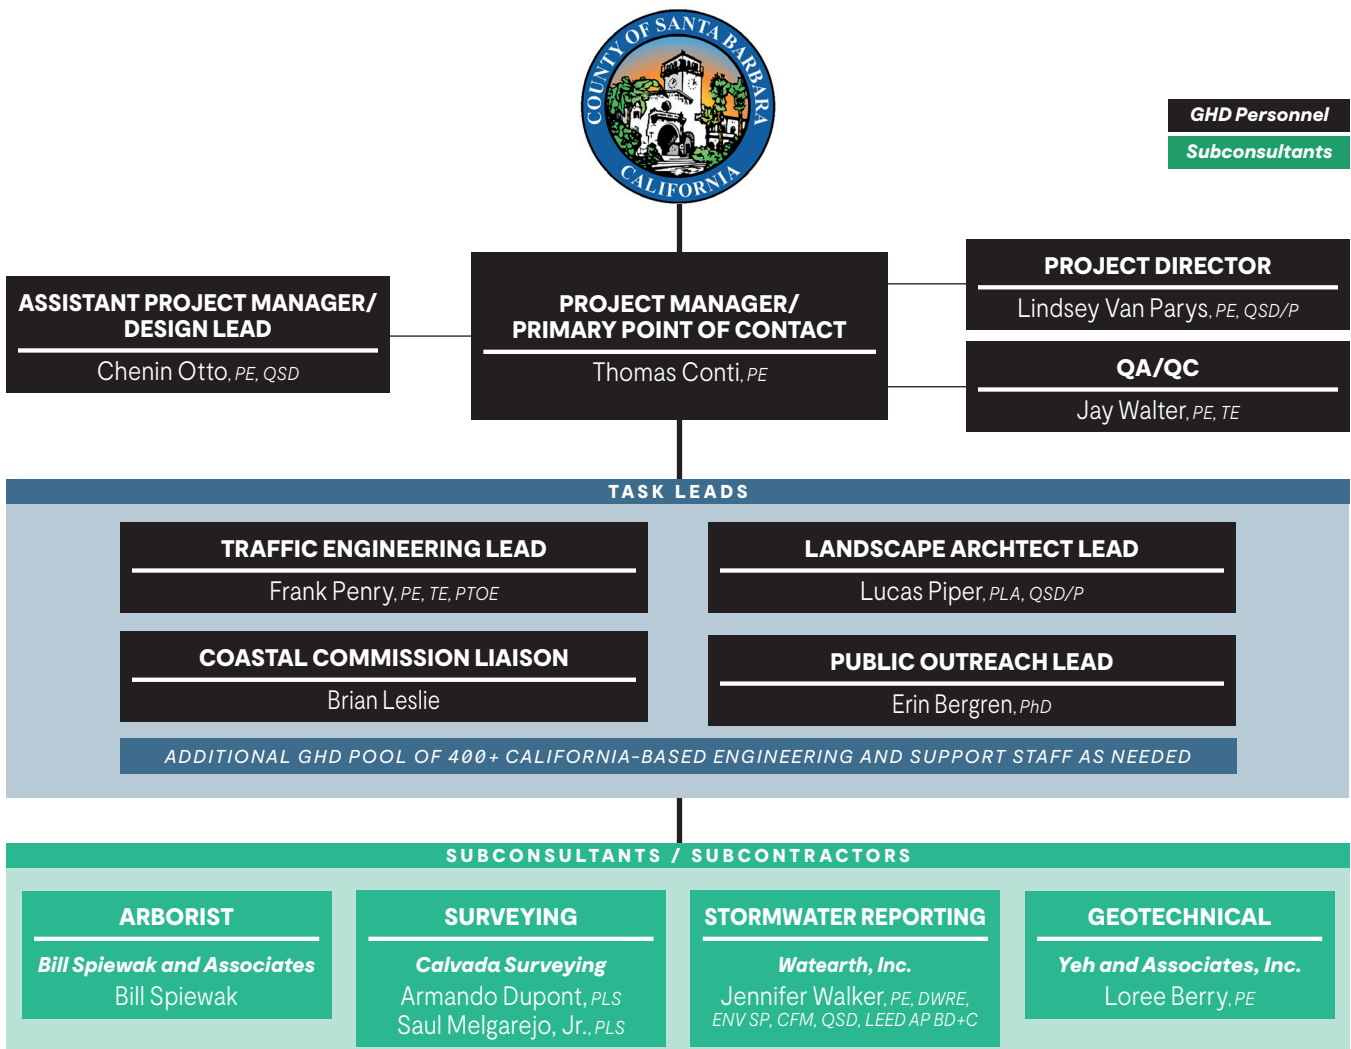 COUNTY OF SANTA BARBARA
CALIFORNIA
GHD Personnel
Subconsultants
ASSISTANT PROJECT MANAGER/
DESIGN LEAD
Chenin Otto, PE, QSD
PROJECT MANAGER/
PRIMARY POINT OF CONTACT
Thomas Conti, PE
PROJECT DIRECTOR
Lindsey Van Parys, PE, QSD/P
QA/QC
Jay Walter, PE, TE
TASK LEADS
TRAFFIC ENGINEERING LEAD
Frank Penry, PE, TE, PTOE
LANDSCAPE ARCHTECT LEAD
Lucas Piper, PLA, QSD/P
COASTAL COMMISSION LIAISON
Brian Leslie
PUBLIC OUTREACH LEAD
Erin Bergren, PhD
ADDITIONAL GHD POOL OF 400+ CALIFORNIA-BASED ENGINEERING AND SUPPORT STAFF AS NEEDED
SUBCONSULTANTS / SUBCONTRACTORS
ARBORIST
Bill Spiewak and Associates
Bill Spiewak
SURVEYING
Calvada Surveying
Armando Dupont, PLS
Saul Melgarejo, Jr., PLS
STORMWATER REPORTING
Watearth, Inc.
Jennifer Walker, PE, DWRE,
ENV SP, CFM, QSD, LEED AP BD+C
GEOTECHNICAL
Yeh and Associates, Inc.
Loree Berry, PE